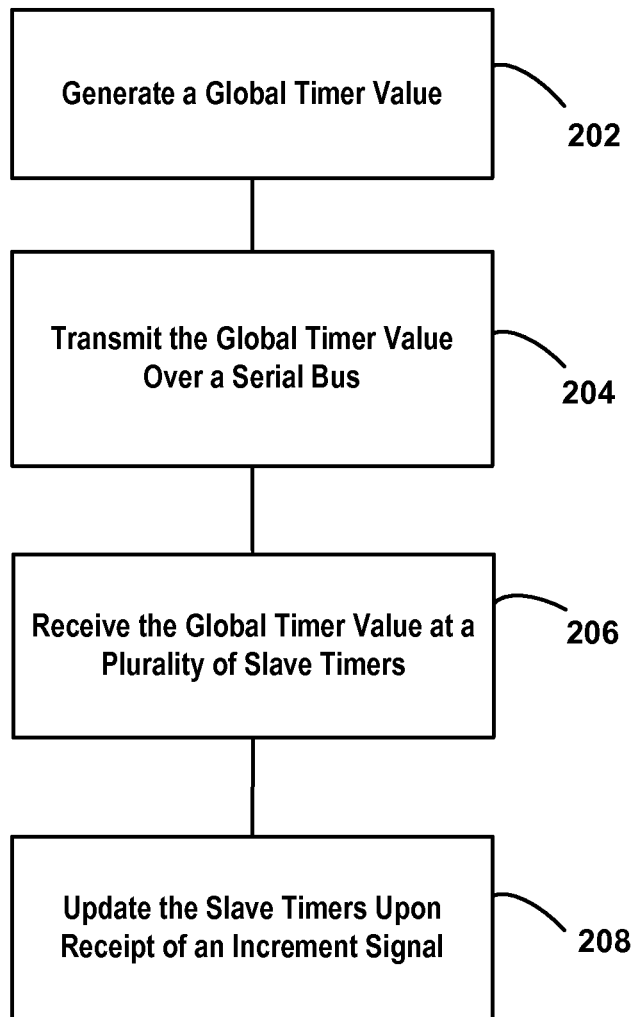 Generate a Global Timer Value
202
Transmit the Global Timer Value
Over a Serial Bus
204
Receive the Global Timer Value at a
Plurality of Slave Timers
206
Update the Slave Timers Upon
Receipt of an Increment Signal
208